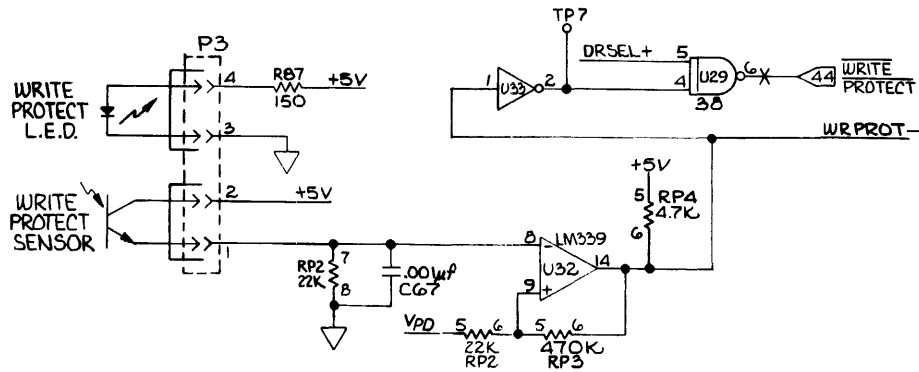 TP7
P3
DRSEL+ 5
4 R87 +5V
150
1 U33 2 4 U29 6 44 WRITE
PROTECT
38
WRITE
PROTECT
L.E.D.
3
WRPROT-
2 +5V
+5V
WRITE
PROTECT
SENSOR
5 RP4
4.7K
6
1
8 - LM339
U32 14
9 +
RP2 7
22K 8
.001µf
C67
VPD 5 6 5 6
22K 470K
RP2 RP3